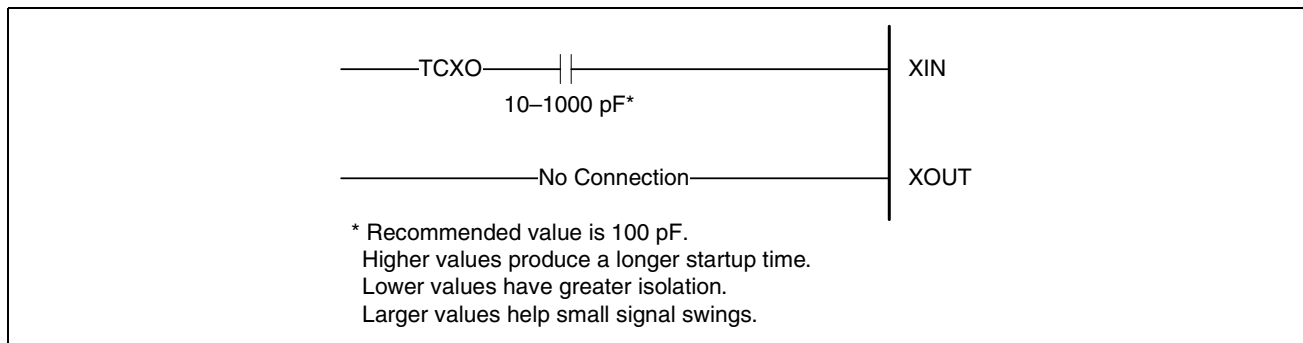 TCXO
XIN
10–1000 pF*
No Connection
XOUT
* Recommended value is 100 pF.
Higher values produce a longer startup time.
Lower values have greater isolation.
Larger values help small signal swings.